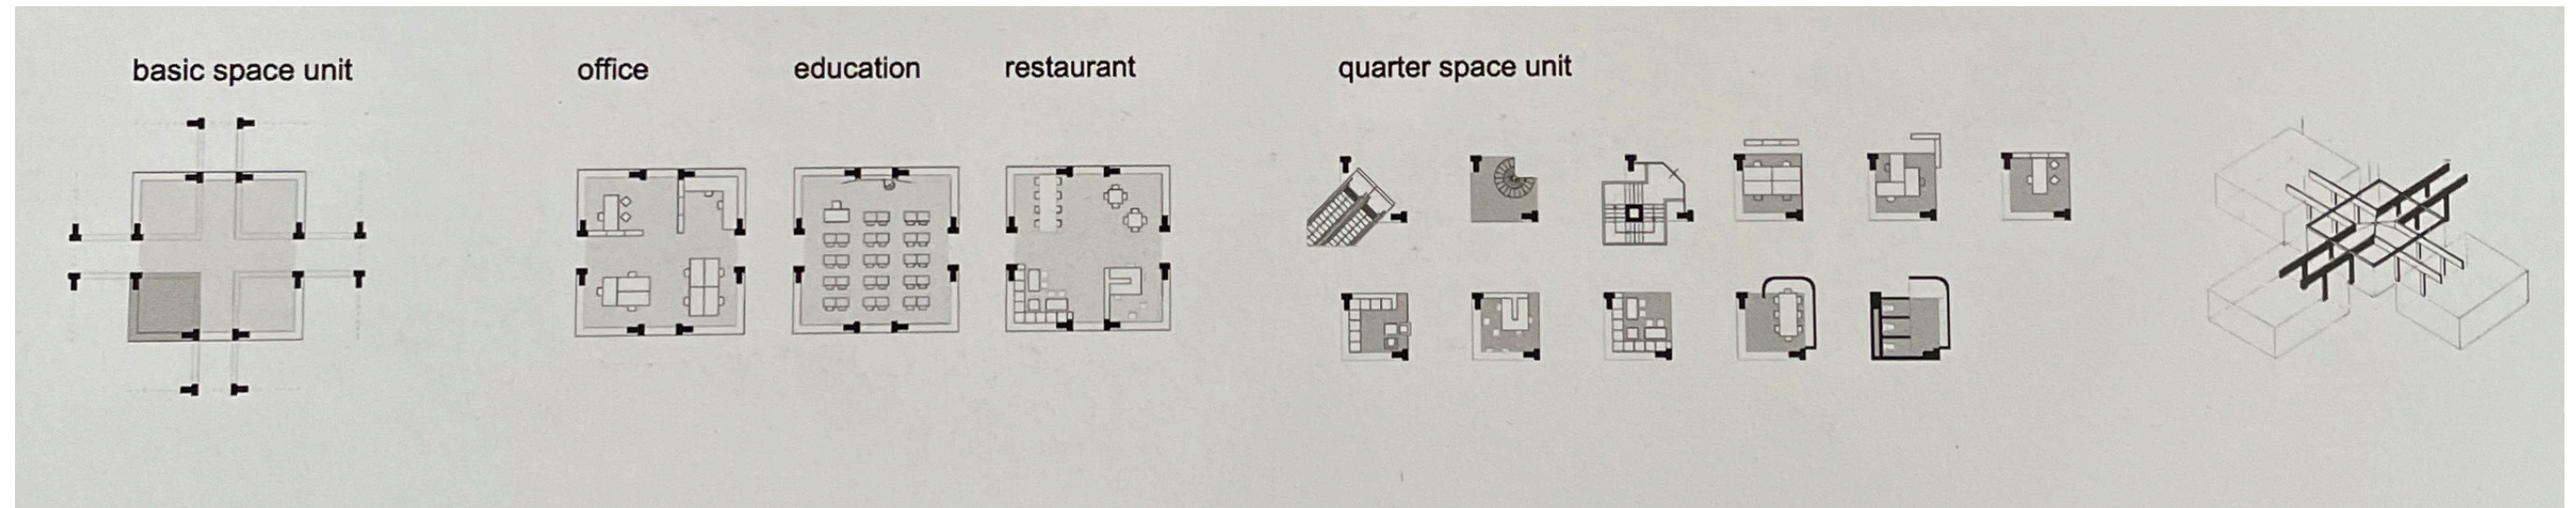 basic space unit
office
education
restaurant
quarter space unit